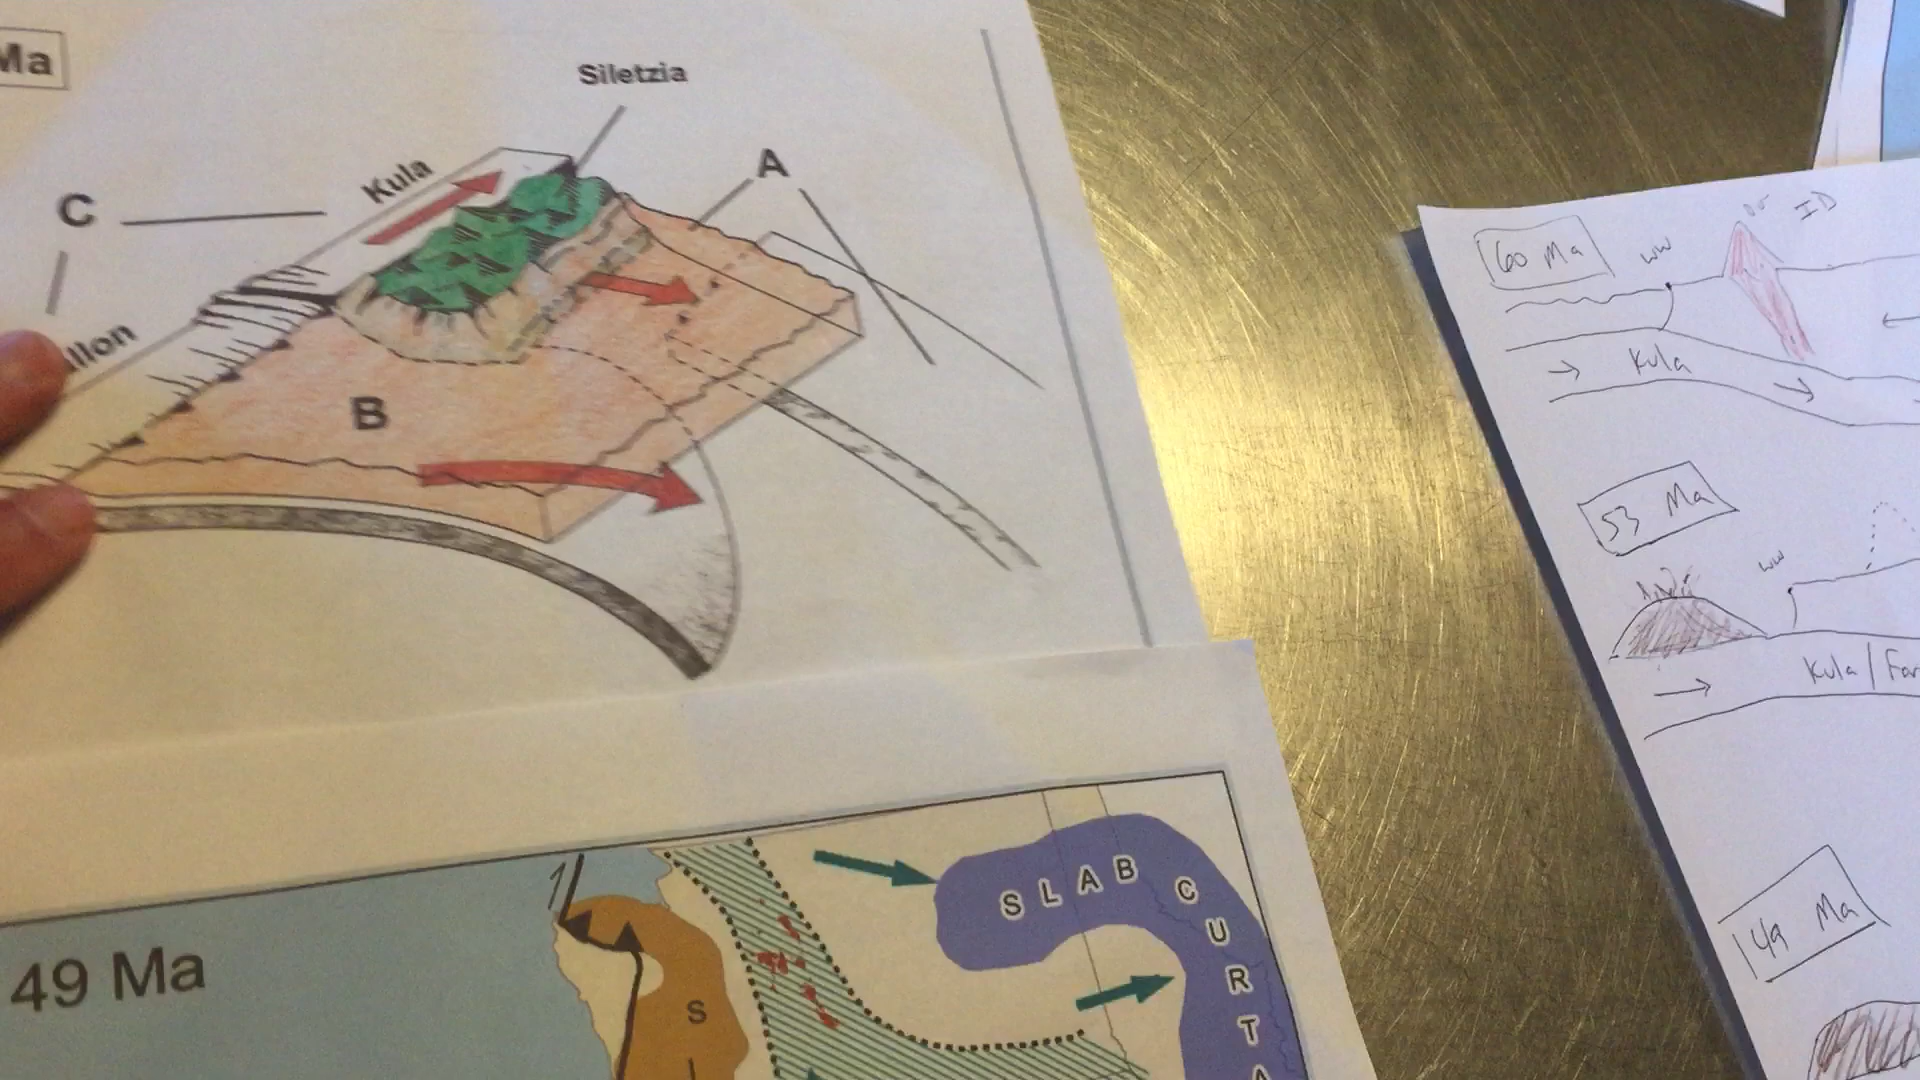 Ma
Siletzia
A
Kula
C
llon
B
49 Ma
SLAB CURTA
S
I
60 Ma
WW
ID
Kula
53 Ma
WW
Kula/Far
49 Ma